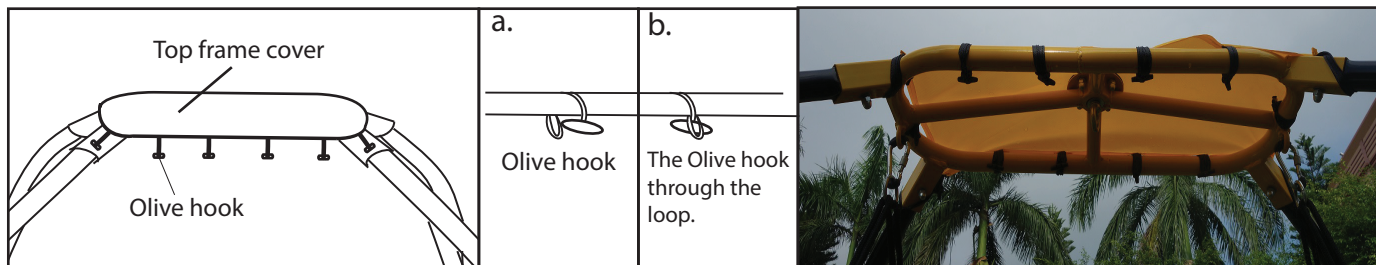 Top frame cover
Olive hook
a.
Olive hook
b.
The Olive hook
through the
loop.